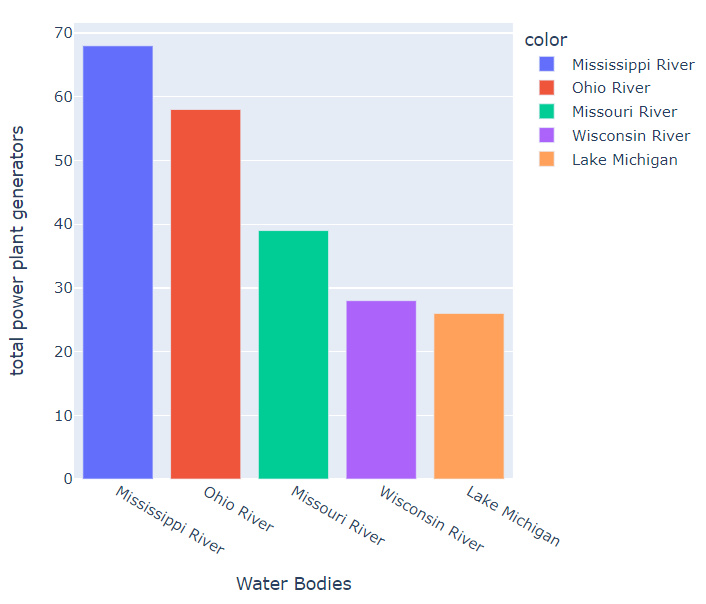 total power plant generators
70
60
50
40
30
20
10
0
Mississippi River
Ohio River
Missouri River
Wisconsin River
Lake Michigan
Water Bodies
color
Mississippi River
Ohio River
Missouri River
Wisconsin River
Lake Michigan